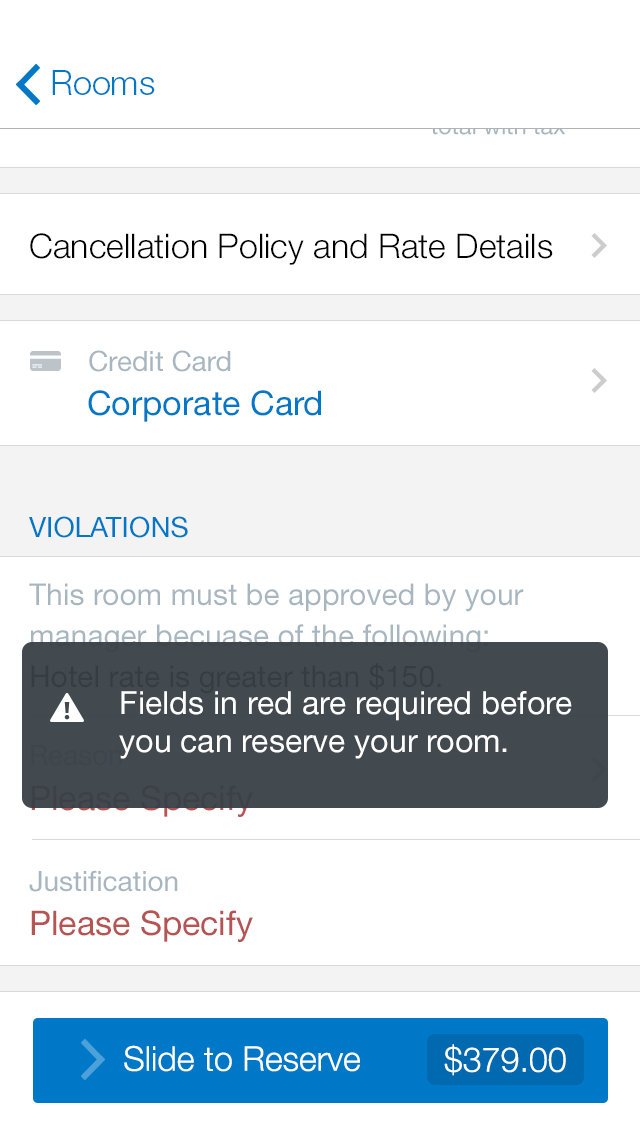 Rooms
total with tax
Cancellation Policy and Rate Details
Credit Card
Corporate Card
VIOLATIONS
This room must be approved by your
manager becuase of the following:
Hotel rate is greater than $150.
Fields in red are required before
you can reserve your room.
Reason
Please Specify
Justification
Please Specify
Slide to Reserve
$379.00